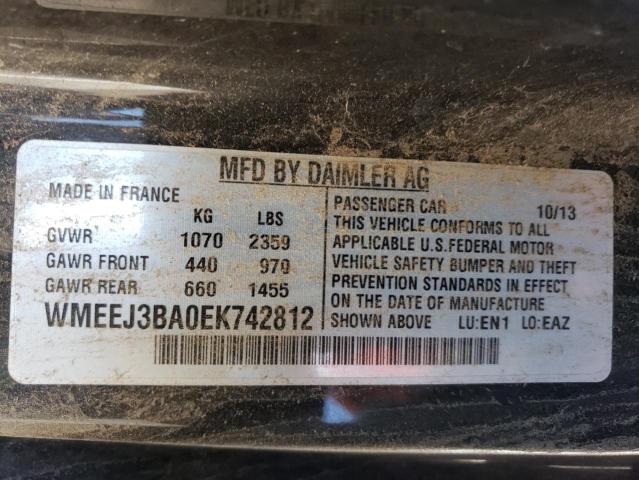 MFD BY DAIMLER AG
MADE IN FRANCE
KG LBS
GVWR 1070 2359
GAWR FRONT 440 970
GAWR REAR 660 1455
WMEEJ3BA0EK742812
PASSENGER CAR 10/13
THIS VEHICLE CONFORMS TO ALL
APPLICABLE U.S.FEDERAL MOTOR
VEHICLE SAFETY BUMPER AND THEFT
PREVENTION STANDARDS IN EFFECT
ON THE DATE OF MANUFACTURE
SHOWN ABOVE LU:EN1 LO:EAZ